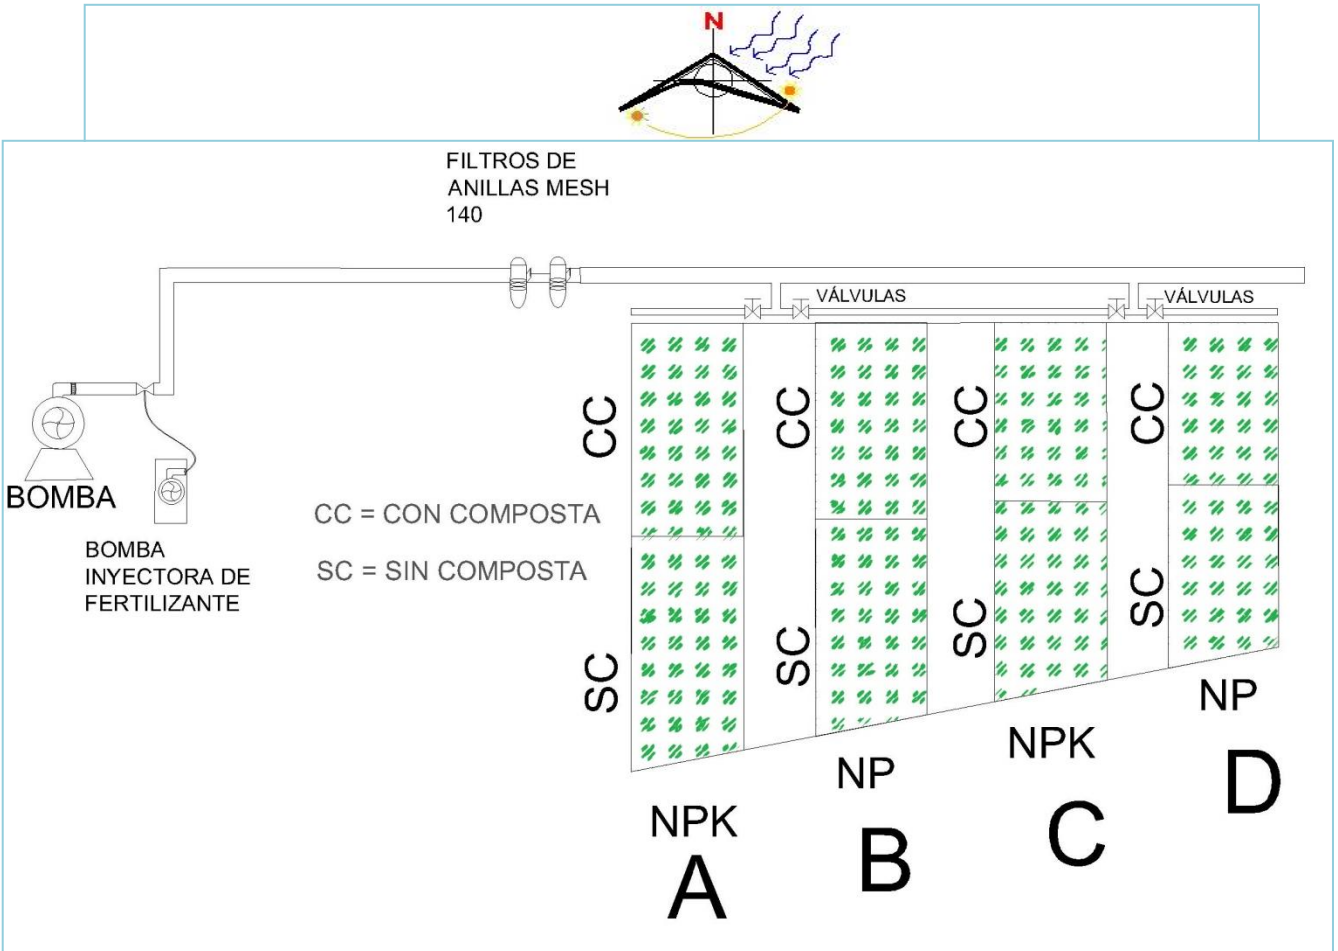 N
FILTROS DE
ANILLAS MESH
140
VÁLVULAS
VÁLVULAS
CC
CC
CC
CC
BOMBA
CC = CON COMPOSTA
BOMBA
INYECTORA DE
FERTILIZANTE
SC = SIN COMPOSTA
SC
SC
SC
SC
NPK
A
NP
B
NPK
C
NP
D